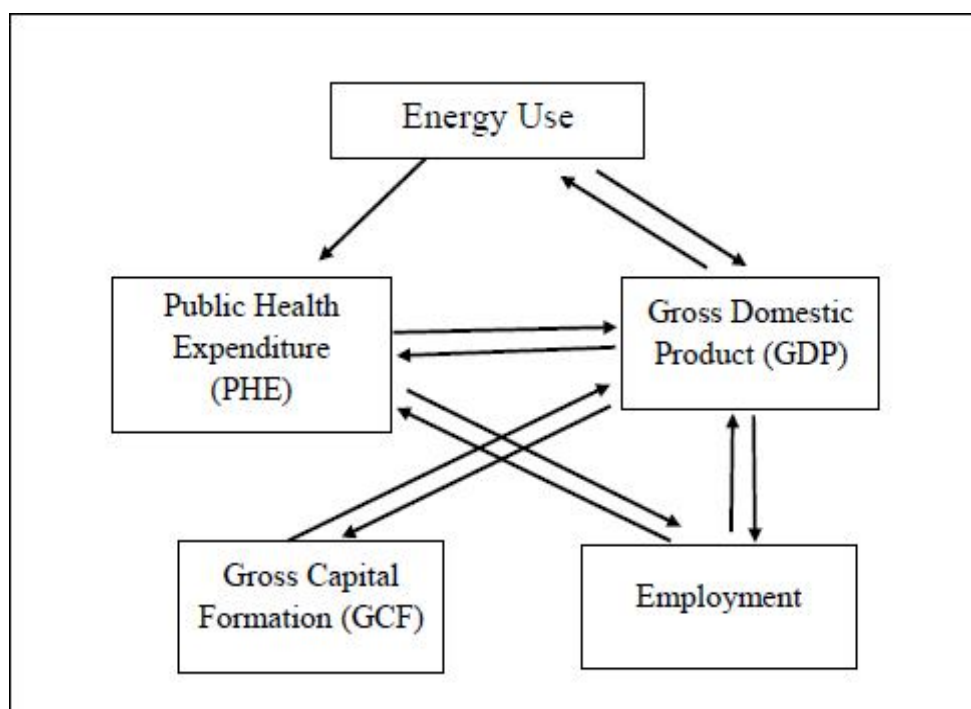 Energy Use
Public Health
Expenditure
(PHE)
Gross Domestic
Product (GDP)
Gross Capital
Formation (GCF)
Employment